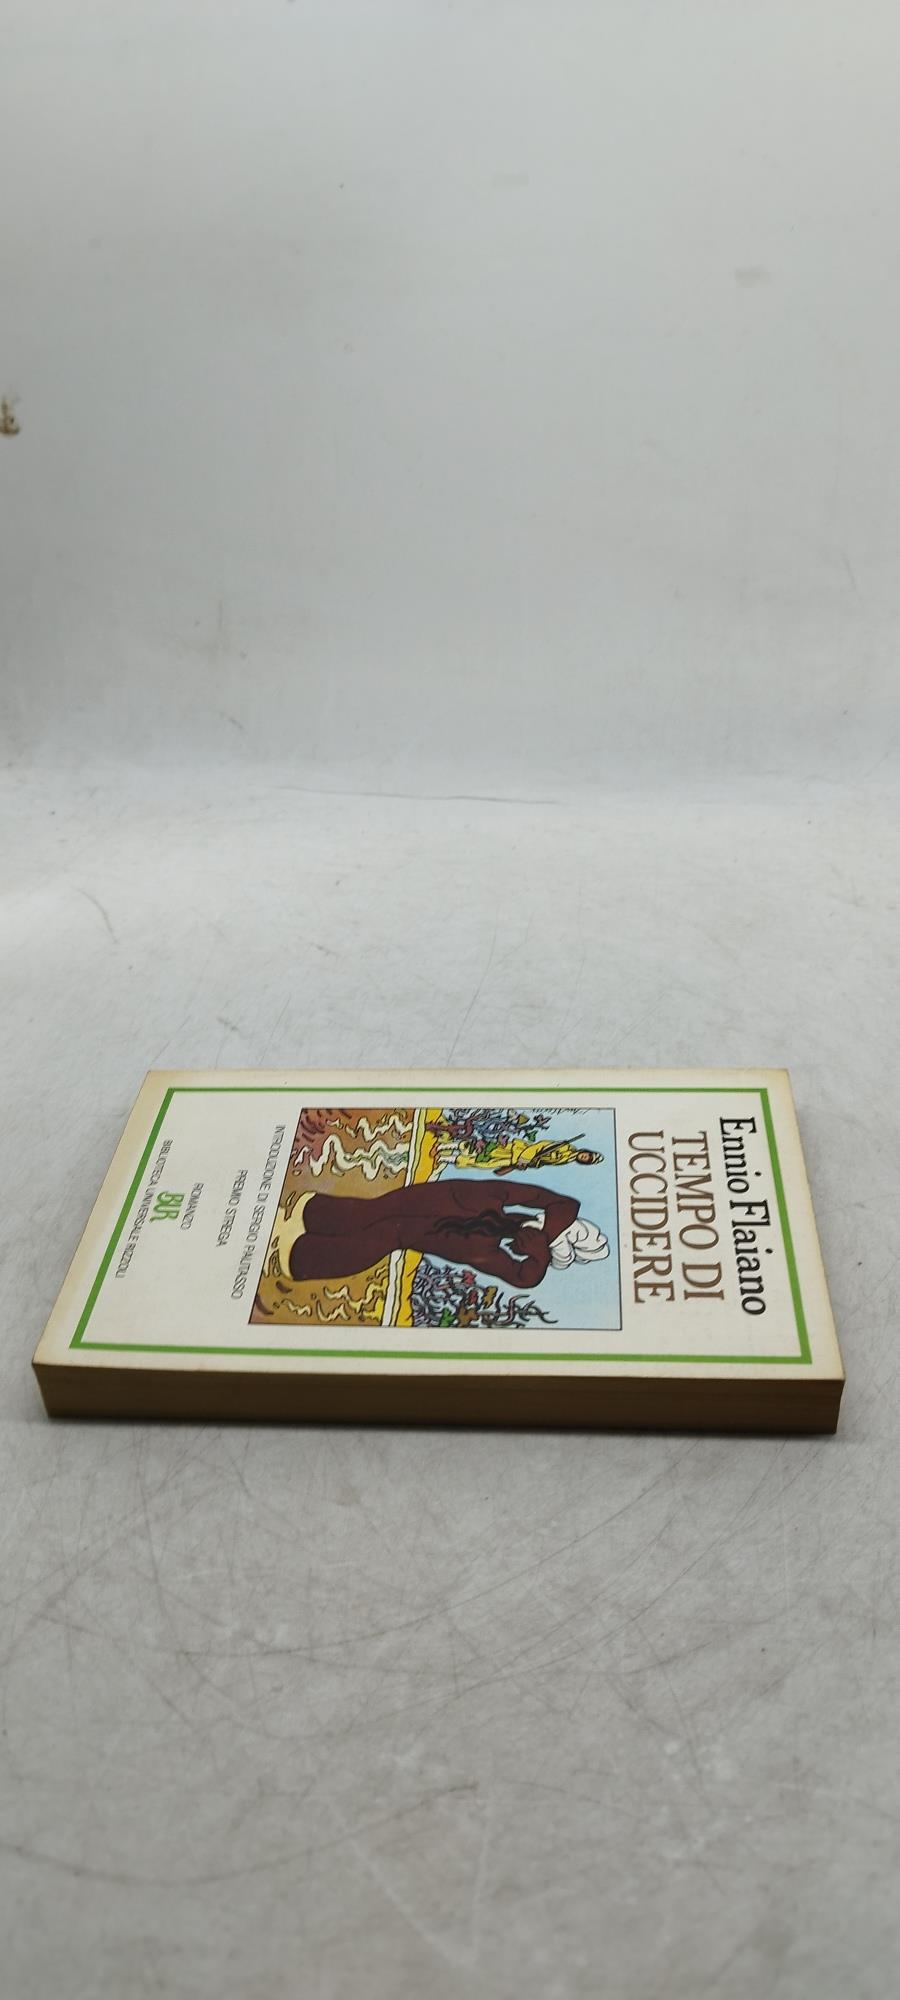 Ennio Flaiano
TEMPO DI
UCCIDERE
INTRODUZIONE DI SERGIO PAUTASSO
PREMIO STREGA
ROMANZO
BUR
BIBLIOTECA UNIVERSALE RIZZOLI